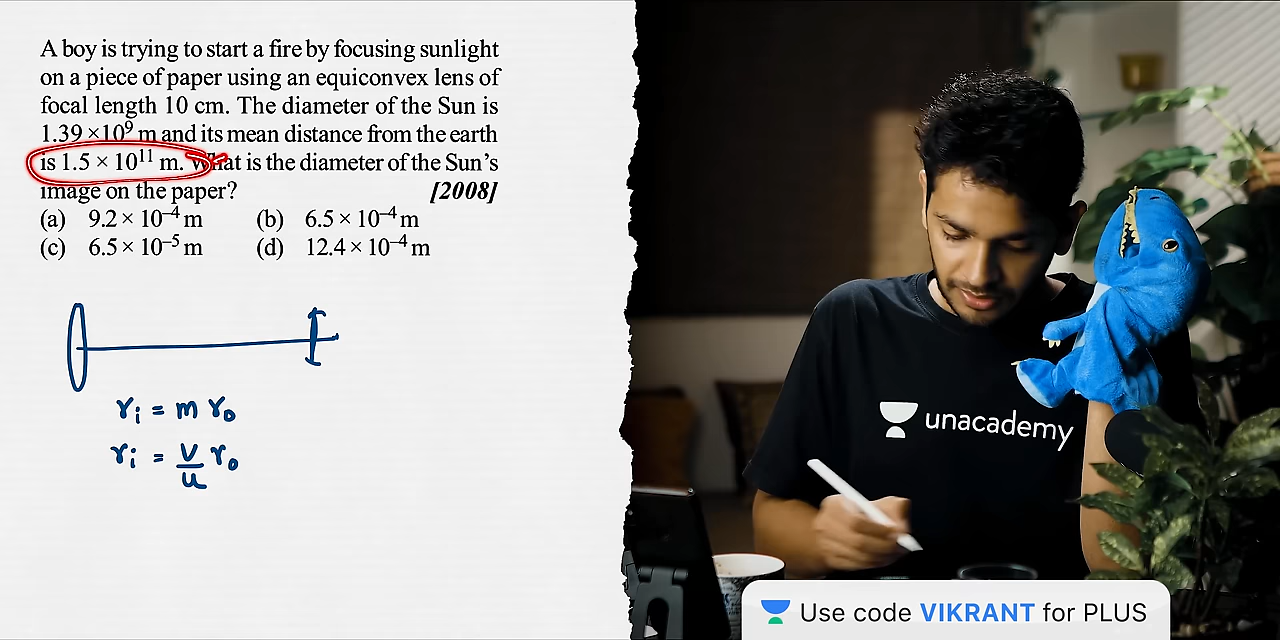 A boy is trying to start a fire by focusing sunlight
on a piece of paper using an equiconvex lens of
focal length 10 cm. The diameter of the Sun is
1.39 ×10⁹ m and its mean distance from the earth
is 1.5 × 10¹¹ m. What is the diameter of the Sun's
image on the paper? [2008]
(a) 9.2 × 10⁻⁴ m (b) 6.5 × 10⁻⁴ m
(c) 6.5 × 10⁻⁵ m (d) 12.4 × 10⁻⁴ m
rᵢ = m r₀
rᵢ = v/u r₀
unacademy
Use code VIKRANT for PLUS